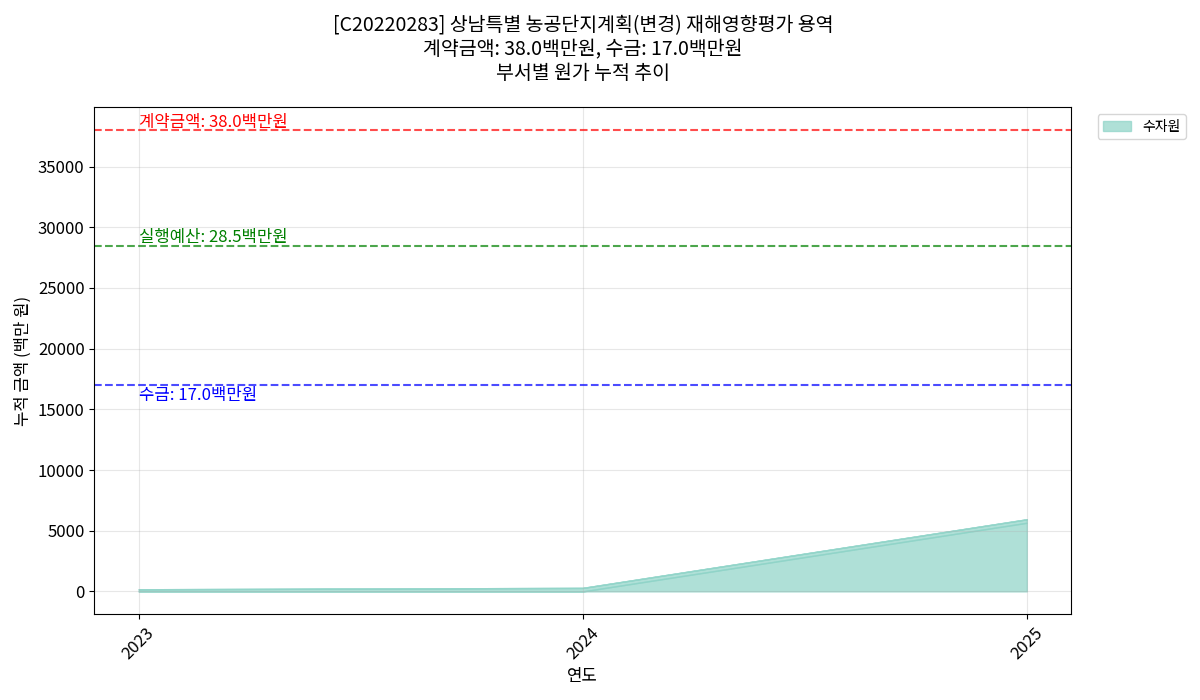 [C20220283] 상남특별 농공단지계획(변경) 재해영향평가 용역
계약금액: 38.0백만원, 수금: 17.0백만원
부서별 원가 누적 추이
계약금액: 38.0백만원
실행예산: 28.5백만원
수금: 17.0백만원
수자원
누적 금액 (백만 원)
35000
30000
25000
20000
15000
10000
5000
0
2023
2024
2025
연도